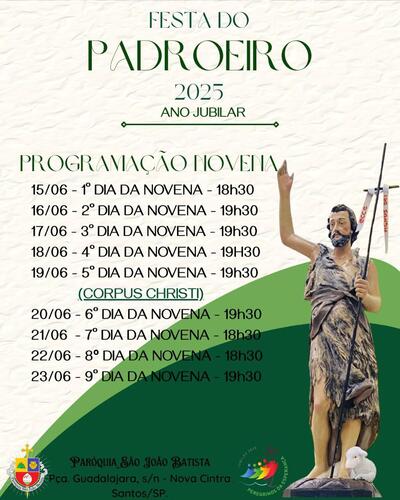 FESTA DO
PADROEIRO
2025
ANO JUBILAR
PROGRAMAÇÃO NOVENA
15/06 - 1º DIA DA NOVENA - 18h30
16/06 - 2º DIA DA NOVENA - 19h30
17/06 - 3º DIA DA NOVENA - 19h30
18/06 - 4º DIA DA NOVENA - 19H30
19/06 - 5º DIA DA NOVENA - 19h30
(CORPUS CHRISTI)
20/06 - 6º DIA DA NOVENA - 19h30
21/06 - 7º DIA DA NOVENA - 18h30
22/06 - 8º DIA DA NOVENA - 18h30
23/06 - 9º DIA DA NOVENA - 19h30
Paróquia São João Batista
Pça. Guadalajara, s/n - Nova Cintra
Santos/SP.